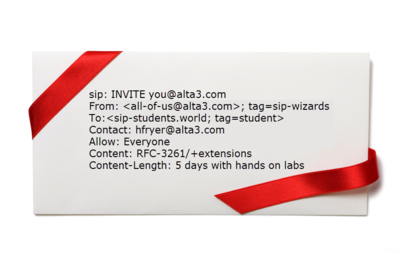 sip: INVITE you@alta3.com
From: <all-of-us@alta3.com>; tag=sip-wizards
To:<sip-students.world; tag=student>
Contact: hfryer@alta3.com
Allow: Everyone
Content: RFC-3261/+extensions
Content-Length: 5 days with hands on labs